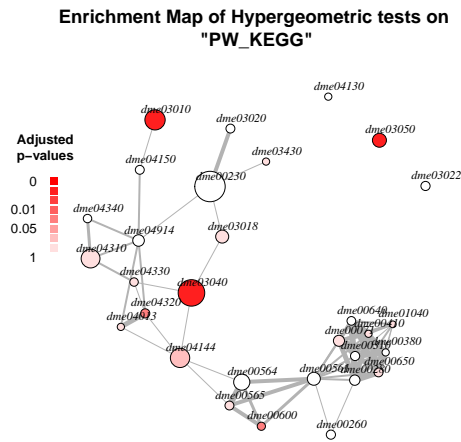 Enrichment Map of Hypergeometric tests on
"PW_KEGG"
dme04130
dme03010
dme03020
dme03050
Adjusted
p-values
dme03430
dme04150
dme00230
dme03022
0
0.01
0.05
1
dme04340
dme04914
dme03018
dme04310
dme04330
dme03040
dme04320
dme04013
dme00640
dme01040
dme04144
dme00380
dme00650
dme00564
dme00280
dme00565
dme00600
dme00260